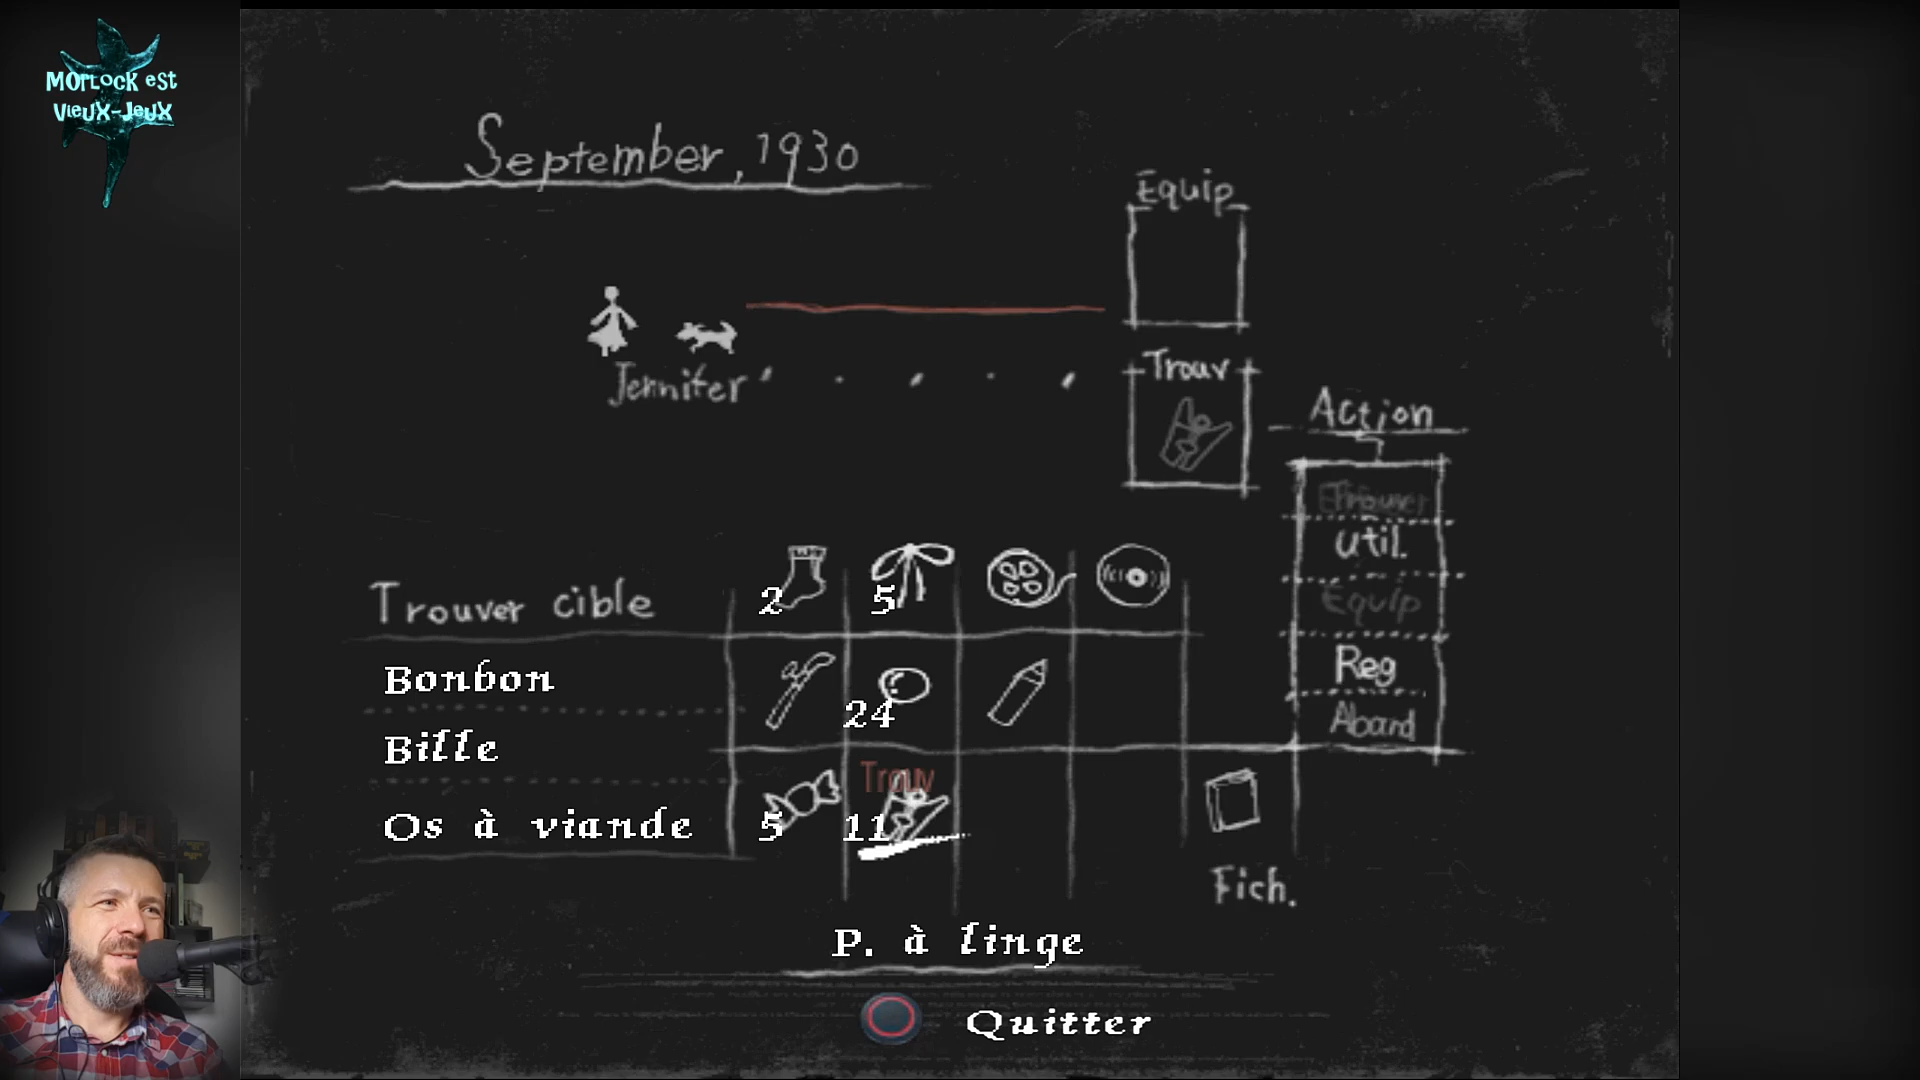 Morlock est
Vieux-Jeux
September, 1930
Equip
Jennifer
Trouv
Action
Util.
Equip
Reg
Aband
Trouver cible
2
5
Bonbon
24
Bille
Trouv
Os à viande
5
11
Fich.
P. à linge
Quitter